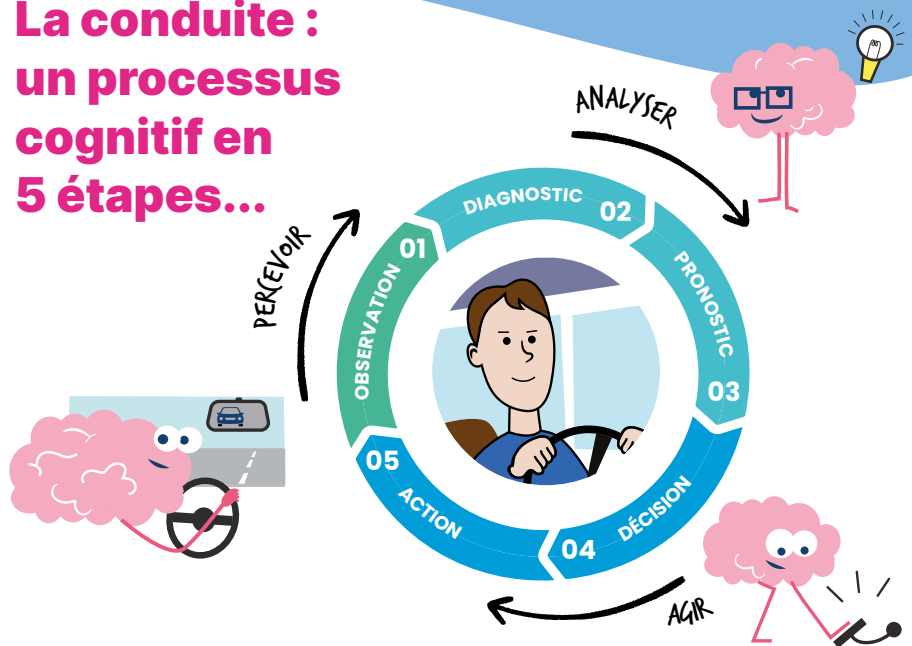 La conduite :
un processus
cognitif en
5 étapes...
PERCEVOIR
ANALYSER
AGIR
OBSERVATION 01
DIAGNOSTIC 02
PRONOSTIC 03
DÉCISION 04
ACTION 05